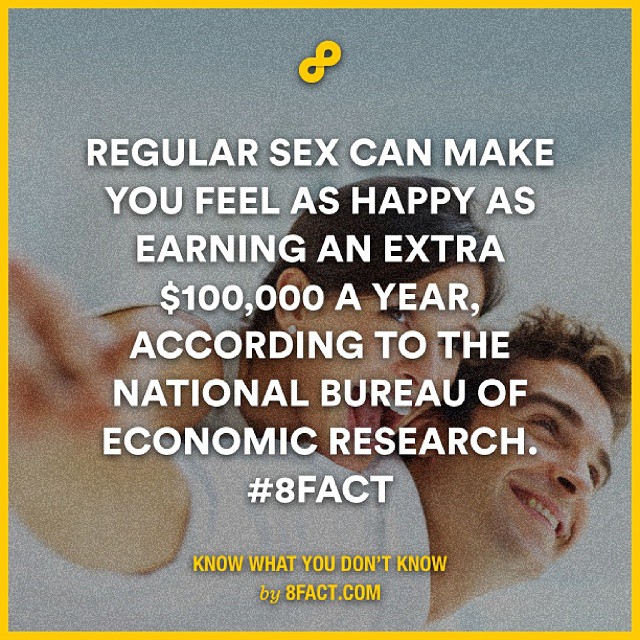 REGULAR SEX CAN MAKE
YOU FEEL AS HAPPY AS
EARNING AN EXTRA
$100,000 A YEAR,
ACCORDING TO THE
NATIONAL BUREAU OF
ECONOMIC RESEARCH.
#8FACT
KNOW WHAT YOU DON'T KNOW
by 8FACT.COM